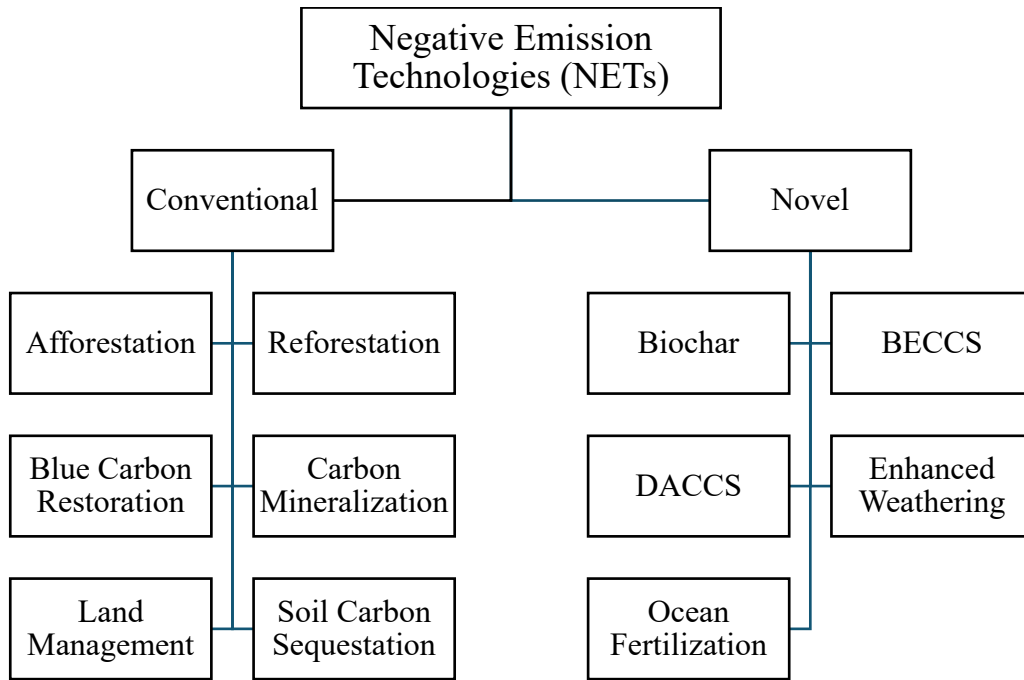 Negative Emission
Technologies (NETs)
Conventional
Novel
Afforestation
Reforestation
Biochar
BECCS
Blue Carbon
Restoration
Carbon
Mineralization
DACCS
Enhanced
Weathering
Land
Management
Soil Carbon
Sequestation
Ocean
Fertilization